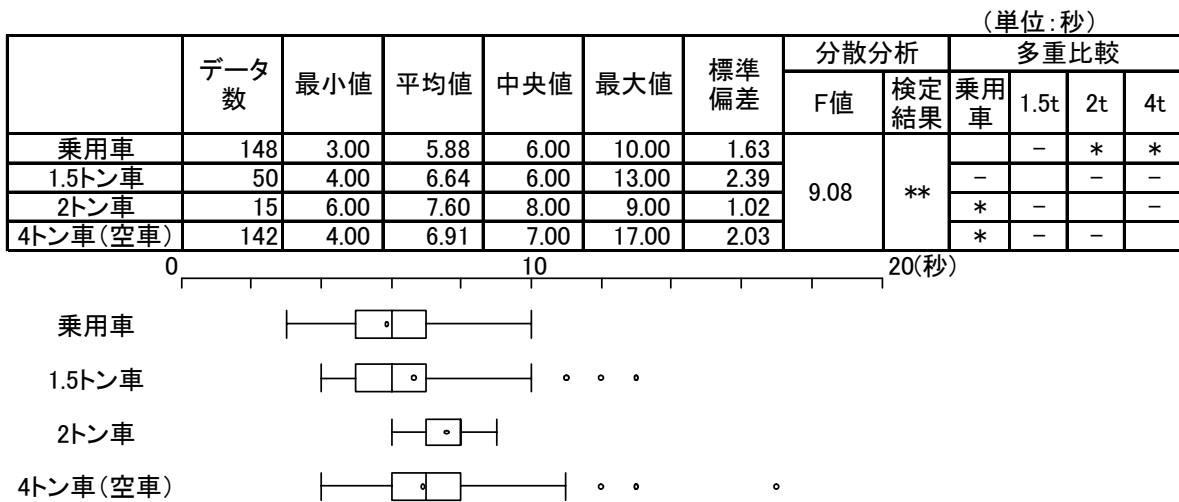 （単位：秒）
データ数 最小値 平均値 中央値 最大値 標準偏差 分散分析 多重比較
F値 検定結果 乗用車 1.5t 2t 4t
乗用車 148 3.00 5.88 6.00 10.00 1.63 － * *
1.5トン車 50 4.00 6.64 6.00 13.00 2.39 9.08 ** － － －
2トン車 15 6.00 7.60 8.00 9.00 1.02 * － －
4トン車（空車） 142 4.00 6.91 7.00 17.00 2.03 * － －
0 10 20(秒)
乗用車
1.5トン車
2トン車
4トン車（空車）